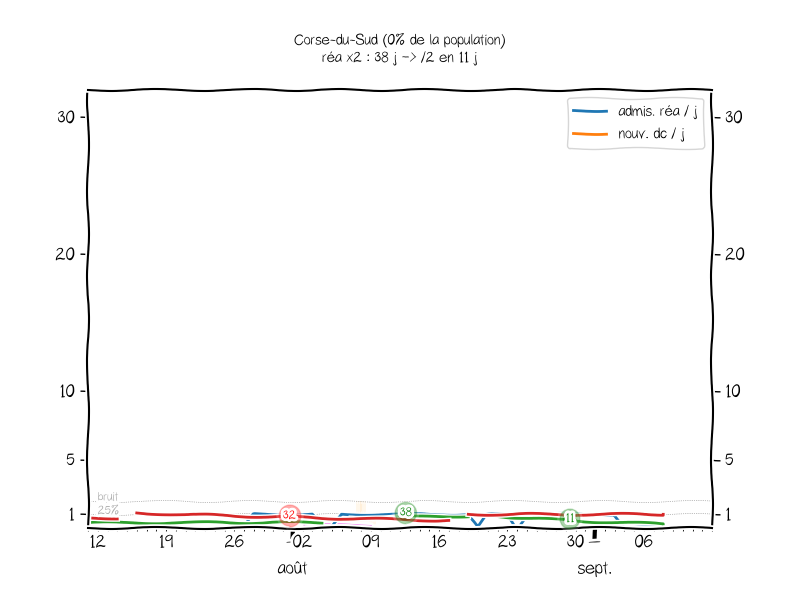 Corse-du-Sud (0% de la population)
réa x2 : 38 j -> /2 en 11 j
admis. réa / j
nouv. dc / j
30 30
20 20
10 10
5 5
bruit
25%
1 1
32 38 11
12 19 26 02 09 16 23 30 06
août sept.